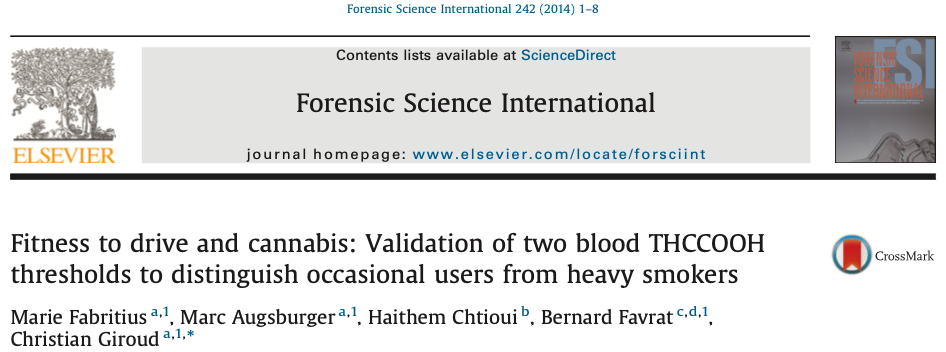 Forensic Science International 242 (2014) 1–8
Contents lists available at ScienceDirect
Forensic Science International
journal homepage: www.elsevier.com/locate/forsciint
ELSEVIER
FSI
FORENSIC
SCIENCE
INTERNATIONAL
Fitness to drive and cannabis: Validation of two blood THCCOOH
thresholds to distinguish occasional users from heavy smokers
CrossMark
Marie Fabritius a,1, Marc Augsburger a,1, Haithem Chtioui b, Bernard Favrat c,d,1,
Christian Giroud a,1,*